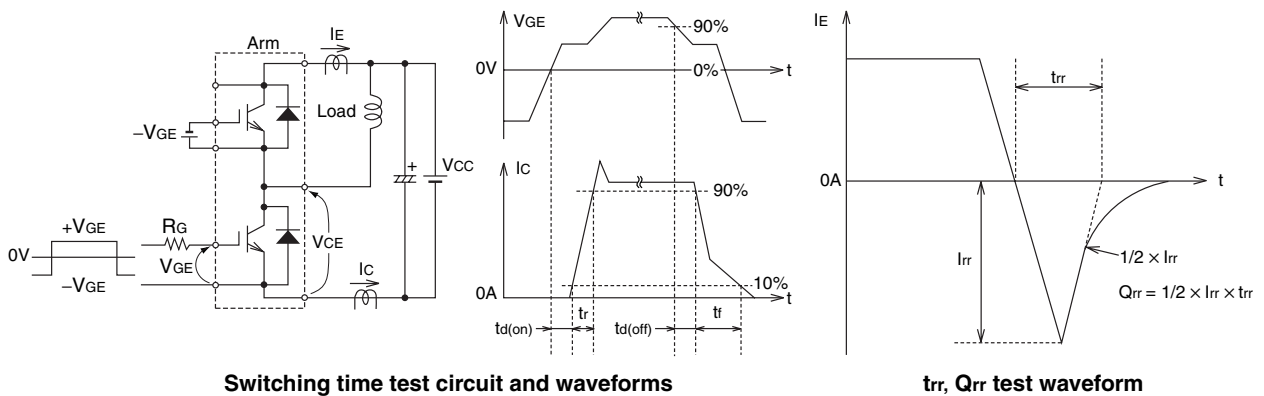 Arm
IE
Load
−VGE
+
VCC
+VGE
0V
−VGE
RG
VGE
VCE
IC
VGE
90%
0V
0%
t
IC
90%
10%
0A
t
td(on)
tr
td(off)
tf
Switching time test circuit and waveforms
IE
trr
0A
t
Irr
1/2 × Irr
Qrr = 1/2 × Irr × trr
trr, Qrr test waveform